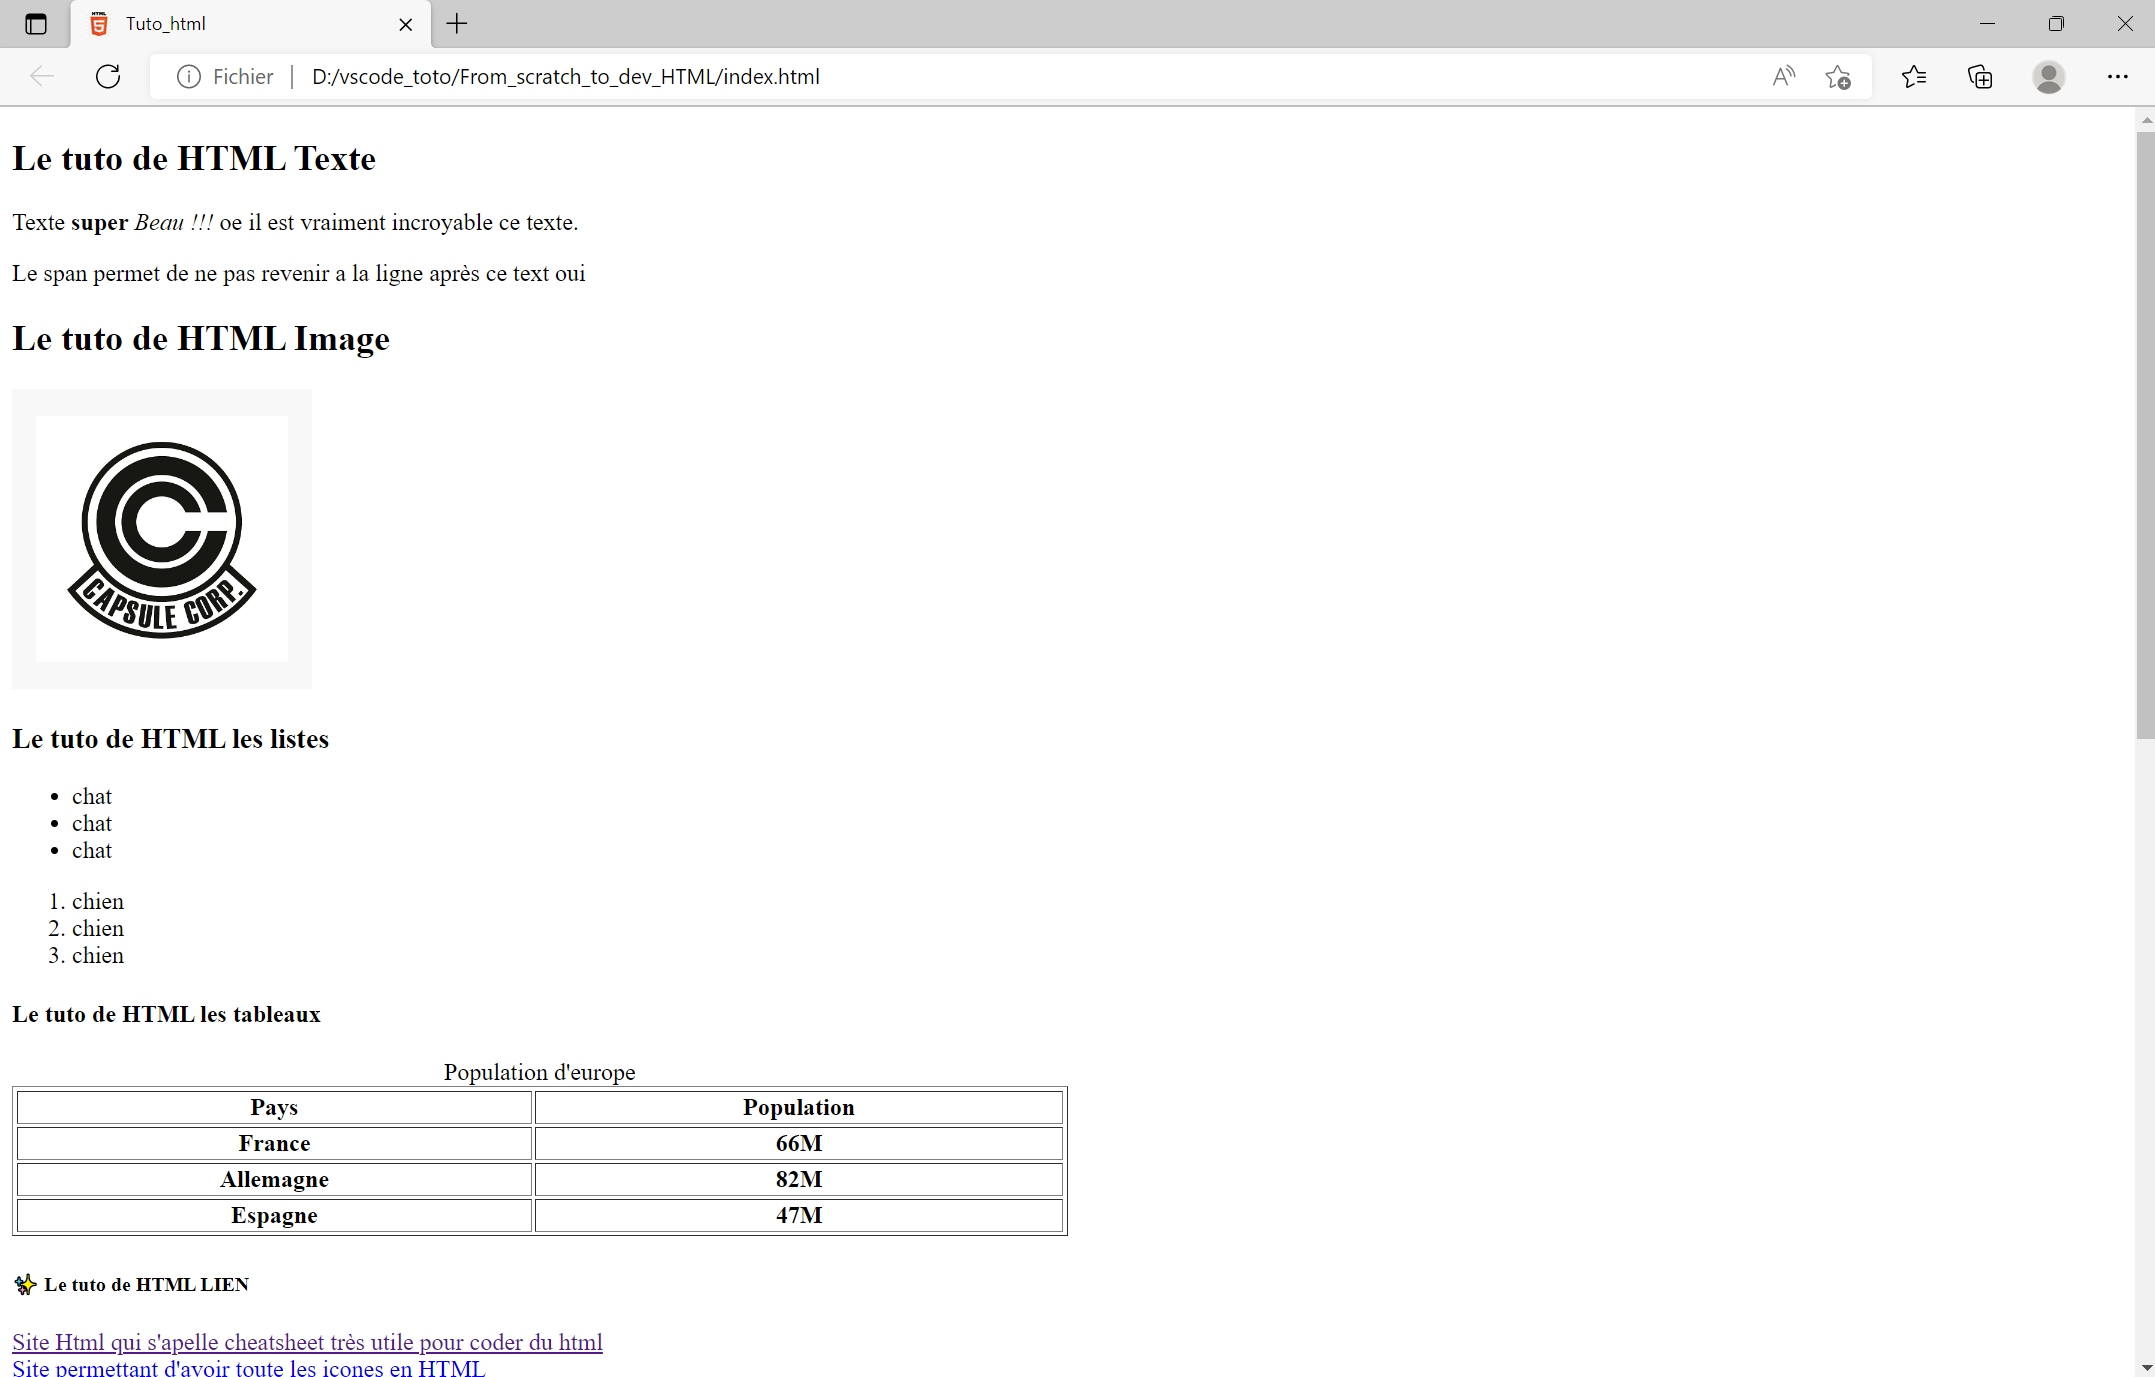 Tuto_html
Fichier D:/vscode_toto/From_scratch_to_dev_HTML/index.html
Le tuto de HTML Texte
Texte super Beau !!! oe il est vraiment incroyable ce texte.
Le span permet de ne pas revenir a la ligne après ce text oui
Le tuto de HTML Image
CAPSULE CORP.
Le tuto de HTML les listes
• chat
• chat
• chat
1. chien
2. chien
3. chien
Le tuto de HTML les tableaux
Population d'europe
Pays Population
France 66M
Allemagne 82M
Espagne 47M
✨ Le tuto de HTML LIEN
Site Html qui s'apelle cheatsheet très utile pour coder du html
Site permettant d'avoir toute les icones en HTML